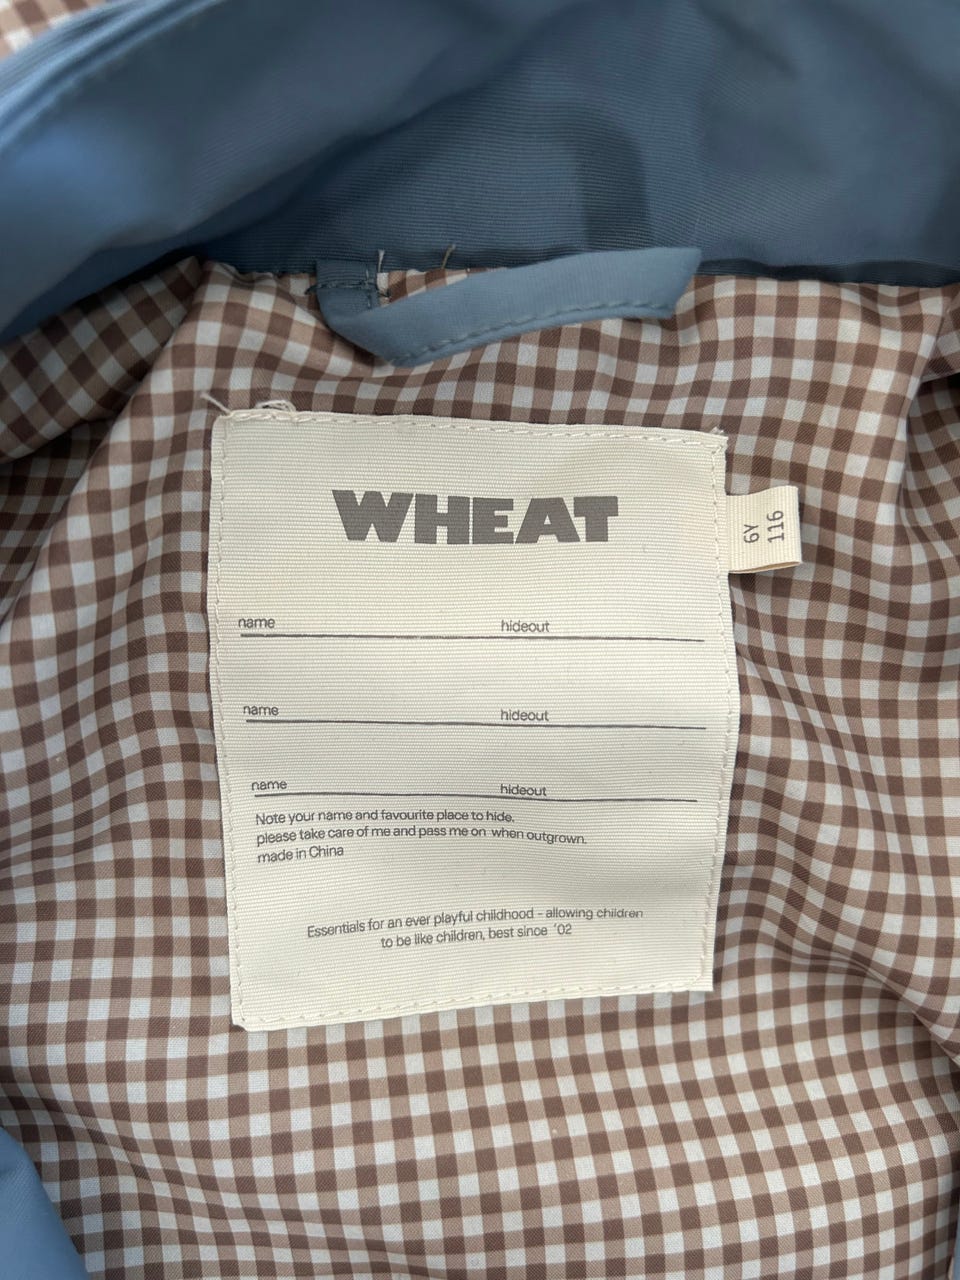 WHEAT
6Y
116
name hideout
name hideout
name hideout
Note your name and favourite place to hide.
please take care of me and pass me on when outgrown.
made in China
Essentials for an ever playful childhood - allowing children
to be like children, best since '02